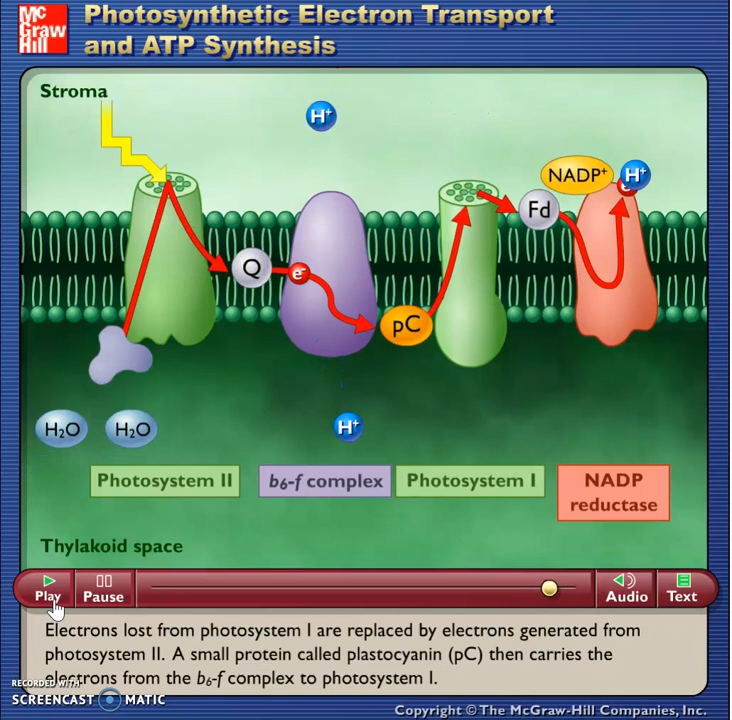 Mc
Graw
Hill
Photosynthetic Electron Transport
and ATP Synthesis
Stroma
H⁺
NADP⁺
H⁺
e⁻
Fd
Q
e⁻
pC
H₂O
H₂O
H⁺
Photosystem II
b₆-f complex
Photosystem I
NADP
reductase
Thylakoid space
Play
Pause
Audio
Text
Electrons lost from photosystem I are replaced by electrons generated from
photosystem II. A small protein called plastocyanin (pC) then carries the
electrons from the b₆-f complex to photosystem I.
RECORDED WITH
SCREENCAST MATIC
Copyright © The McGraw-Hill Companies, Inc.